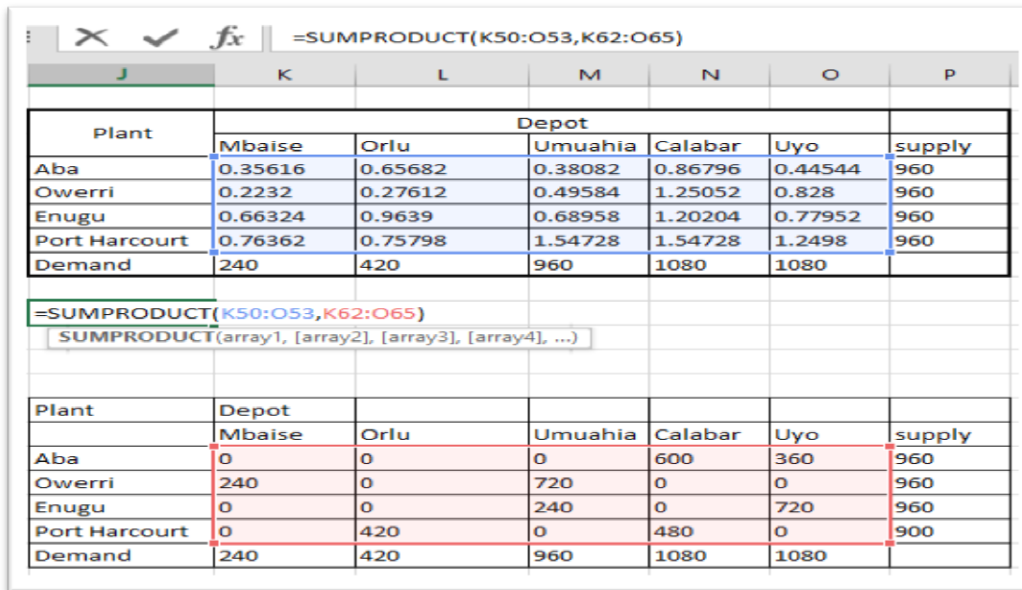 fx =SUMPRODUCT(K50:O53,K62:O65)
J K L M N O P
Plant Depot
Mbaise Orlu Umuahia Calabar Uyo supply
Aba 0.35616 0.65682 0.38082 0.86796 0.44544 960
Owerri 0.2232 0.27612 0.49584 1.25052 0.828 960
Enugu 0.66324 0.9639 0.68958 1.20204 0.77952 960
Port Harcourt 0.76362 0.75798 1.54728 1.54728 1.2498 960
Demand 240 420 960 1080 1080
=SUMPRODUCT(K50:O53,K62:O65)
SUMPRODUCT(array1, [array2], [array3], [array4], ...)
Plant Depot
Mbaise Orlu Umuahia Calabar Uyo supply
Aba 0 0 0 600 360 960
Owerri 240 0 720 0 0 960
Enugu 0 0 240 0 720 960
Port Harcourt 0 420 0 480 0 900
Demand 240 420 960 1080 1080